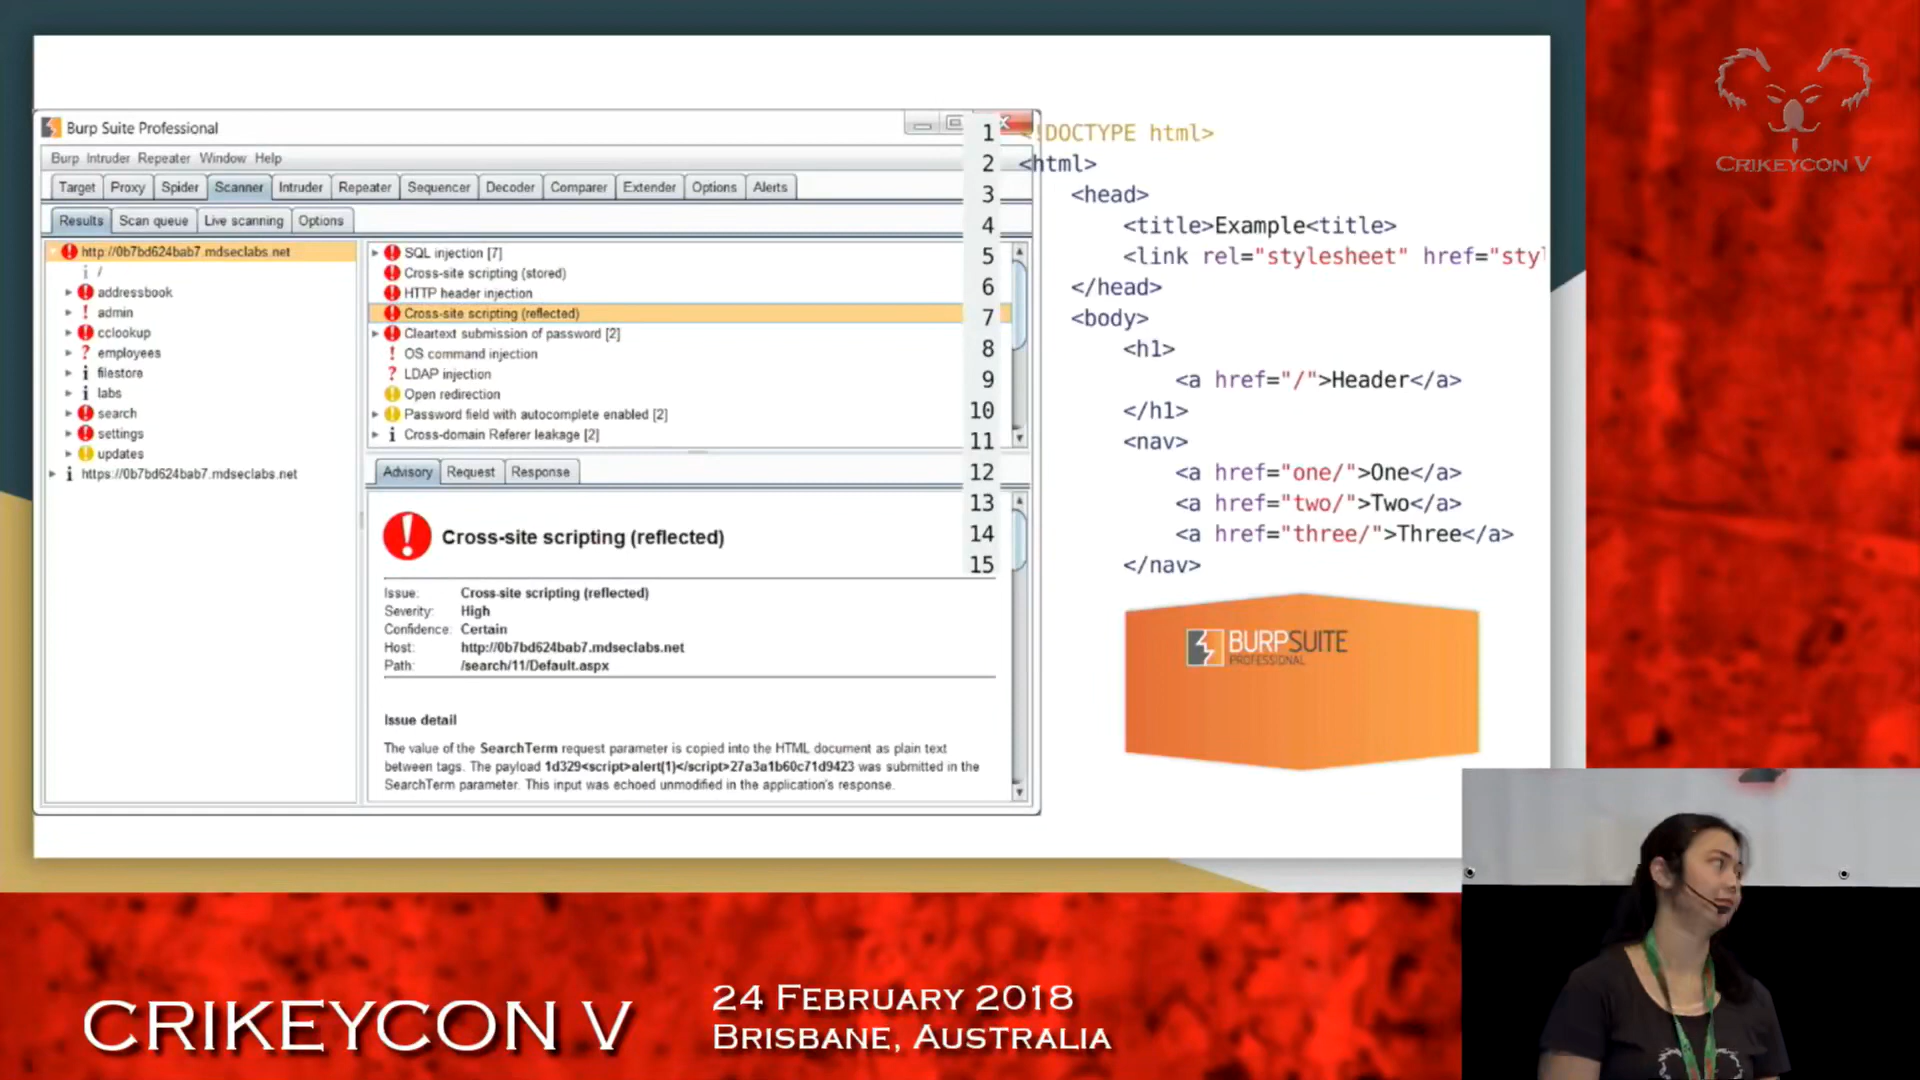 Burp Suite Professional
Burp Intruder Repeater Window Help
Target Proxy Spider Scanner Intruder Repeater Sequencer Decoder Comparer Extender Options Alerts
Results Scan queue Live scanning Options
http://0b7bd624bab7.mdseclabs.net
/
addressbook
admin
cclookup
employees
filestore
labs
search
settings
updates
https://0b7bd624bab7.mdseclabs.net
SQL injection [7]
Cross-site scripting (stored)
HTTP header injection
Cross-site scripting (reflected)
Cleartext submission of password [2]
OS command injection
LDAP injection
Open redirection
Password field with autocomplete enabled [2]
Cross-domain Referer leakage [2]
Advisory Request Response
Cross-site scripting (reflected)
Issue: Cross-site scripting (reflected)
Severity: High
Confidence: Certain
Host: http://0b7bd624bab7.mdseclabs.net
Path: /search/11/Default.aspx
Issue detail
The value of the SearchTerm request parameter is copied into the HTML document as plain text
between tags. The payload 1d329<script>alert(1)</script>27a3a1b60c71d9423 was submitted in the
SearchTerm parameter. This input was echoed unmodified in the application's response.
1 <!DOCTYPE html>
2 <html>
3 <head>
4 <title>Example<title>
5 <link rel="stylesheet" href="styl
6 </head>
7 <body>
8 <h1>
9 <a href="/">Header</a>
10 </h1>
11 <nav>
12 <a href="one/">One</a>
13 <a href="two/">Two</a>
14 <a href="three/">Three</a>
15 </nav>
BURPSUITE
PROFESSIONAL
CRIKEYCON V
CRIKEYCON V
24 FEBRUARY 2018
BRISBANE, AUSTRALIA